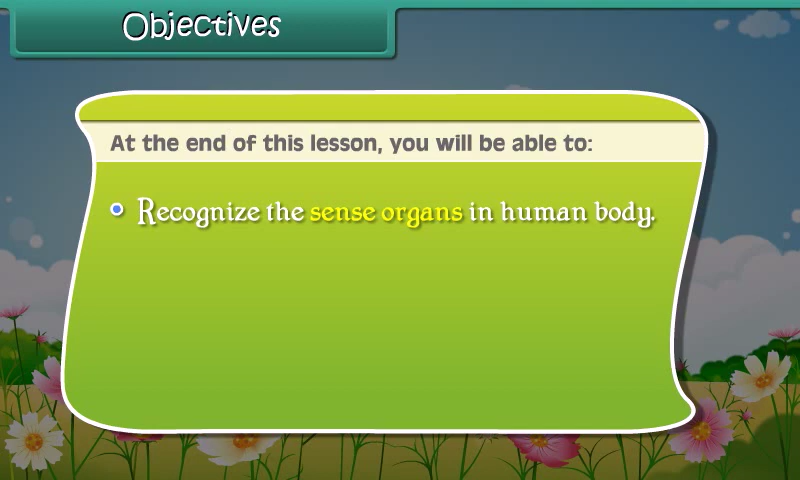 Objectives
At the end of this lesson, you will be able to:
Recognize the sense organs in human body.